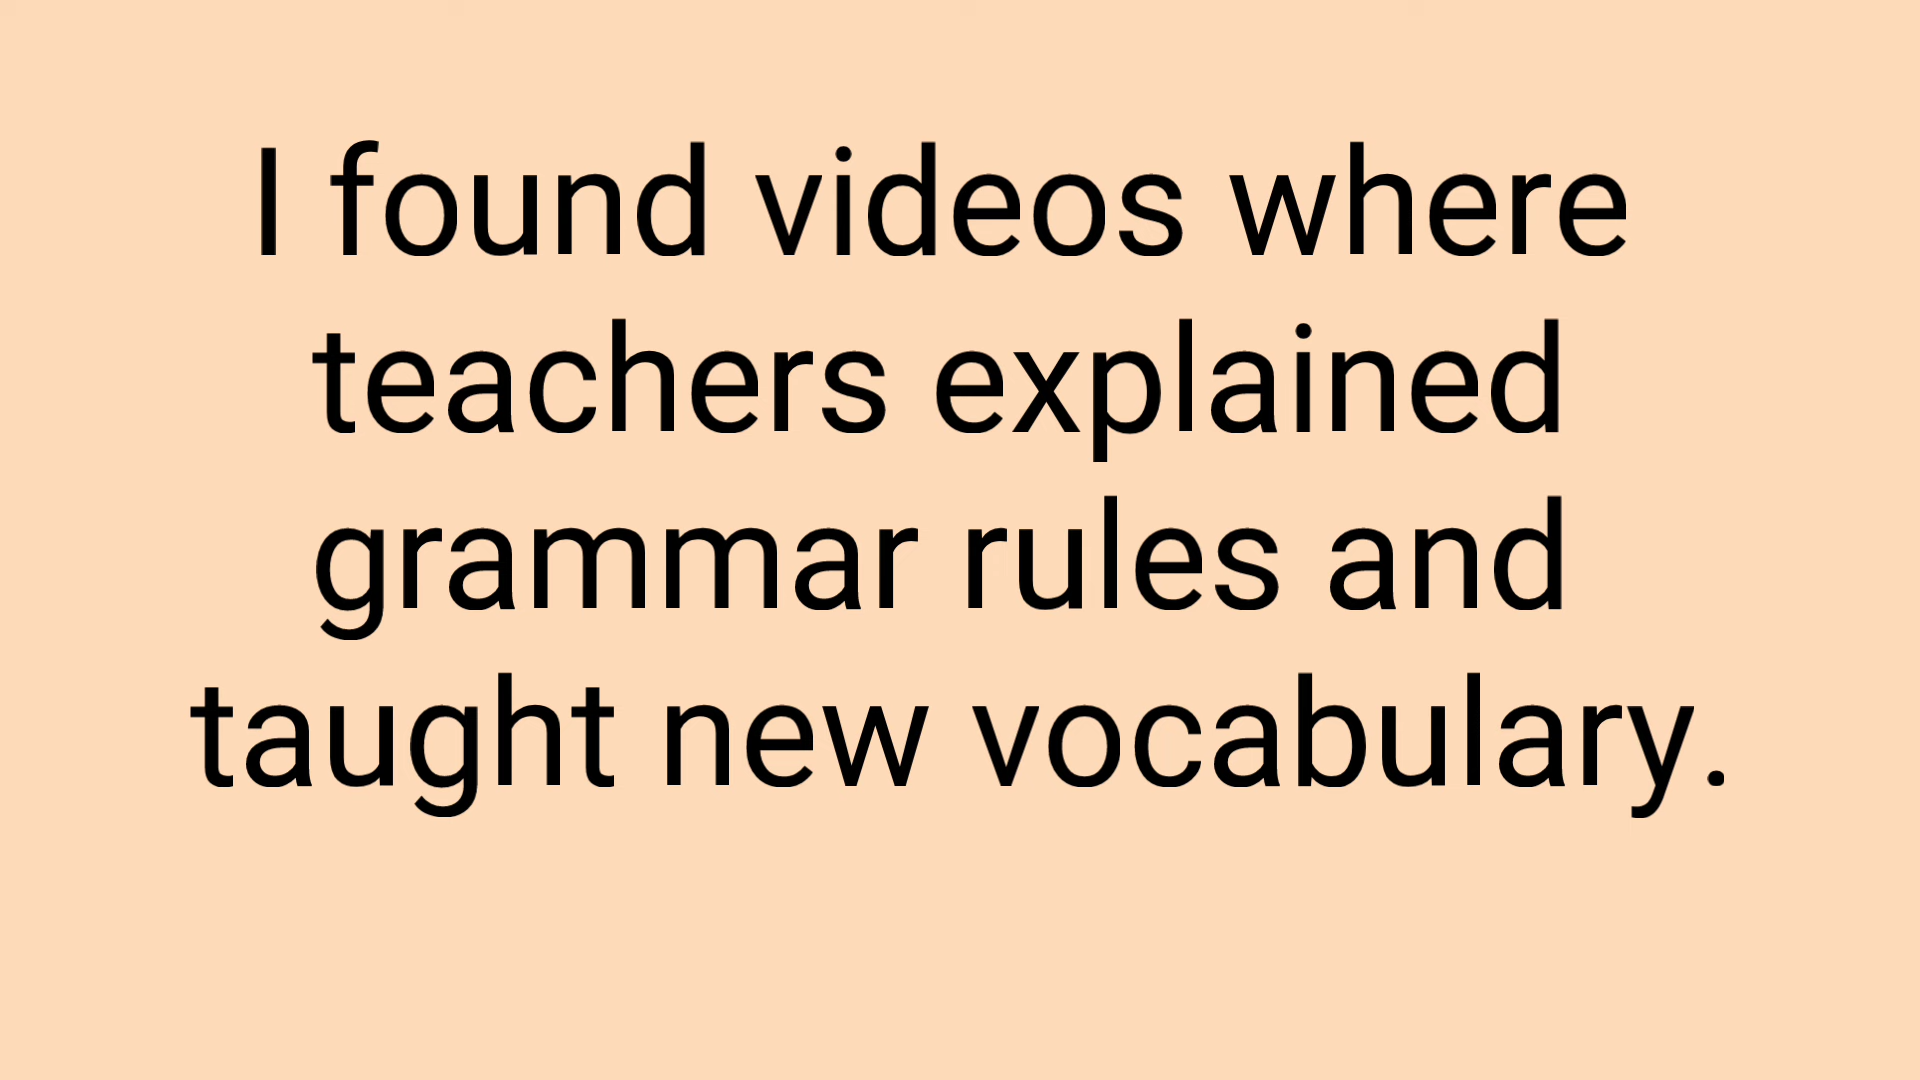 I found videos where
teachers explained
grammar rules and
taught new vocabulary.